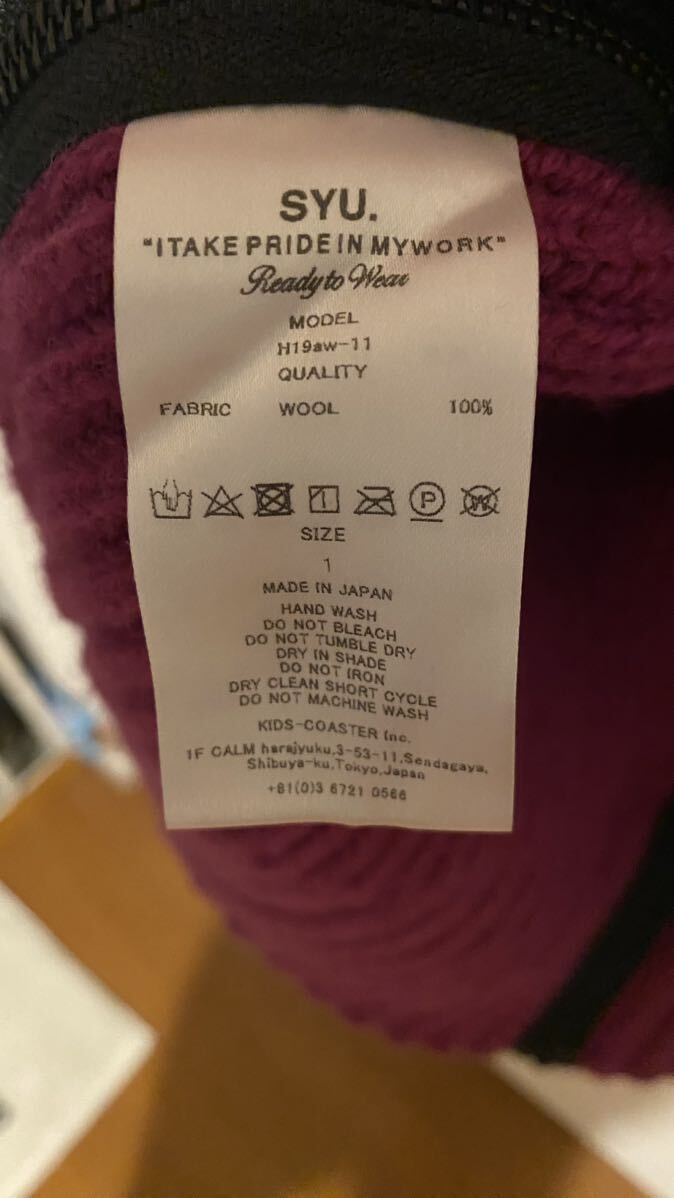 SYU.
"I TAKE PRIDE IN MY WORK"
Ready to Wear
MODEL
H19aw-11
QUALITY
FABRIC WOOL 100%
P W
SIZE
1
MADE IN JAPAN
HAND WASH
DO NOT BLEACH
DO NOT TUMBLE DRY
DRY IN SHADE
DO NOT IRON
DRY CLEAN SHORT CYCLE
DO NOT MACHINE WASH
KIDS-COASTER Inc.
1F CALM harajyuku,3-53-11,Sendagaya,
Shibuya-ku,Tokyo,Japan
+81(0)3 6721 0566